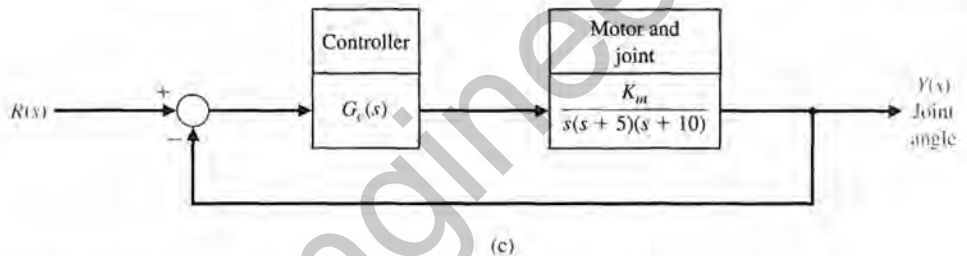 Controller
Motor and
joint
R(s)
+
−
G_c(s)
K_m
s(s + 5)(s + 10)
Y(s)
Joint
angle
(c)